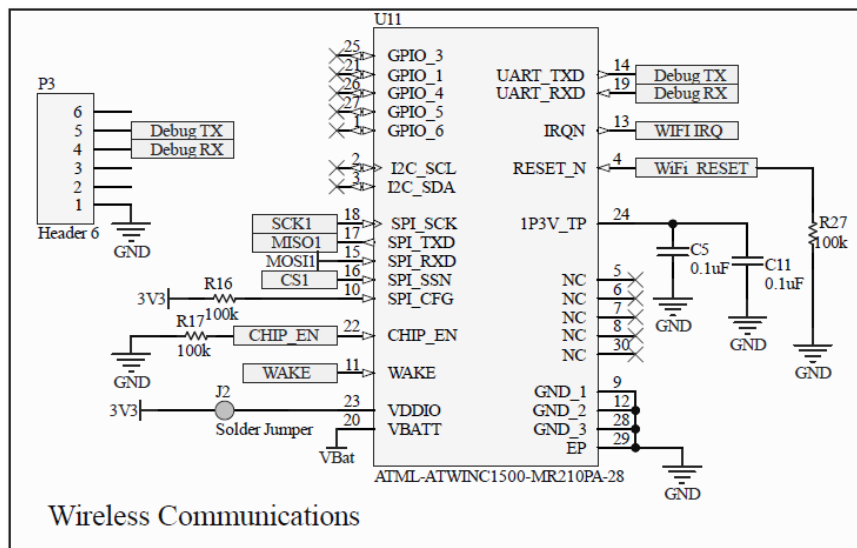 U11
P3
6
5 Debug TX
4 Debug RX
3
2
1
Header 6
GND
25 GPIO_3
21 GPIO_1
26 GPIO_4
27 GPIO_5
1 GPIO_6
2 I2C_SCL
3 I2C_SDA
SCK1 18 SPI_SCK
MISO1 17 SPI_TXD
MOSI1 15 SPI_RXD
CS1 16 SPI_SSN
3V3 R16 100k 10 SPI_CFG
R17 100k CHIP_EN 22 CHIP_EN
GND
WAKE 11 WAKE
3V3 J2 Solder Jumper 23 VDDIO
VBat 20 VBATT
UART_TXD 14 Debug TX
UART_RXD 19 Debug RX
IRQN 13 WIFI IRQ
RESET_N 4 WiFi_RESET
1P3V_TP 24
C5
0.1uF
GND
C11
0.1uF
GND
R27
100k
GND
NC 5
NC 6
NC 7
NC 8
NC 30
GND_1 9
GND_2 12
GND_3 28
EP 29
GND
ATML-ATWINC1500-MR210PA-28
Wireless Communications